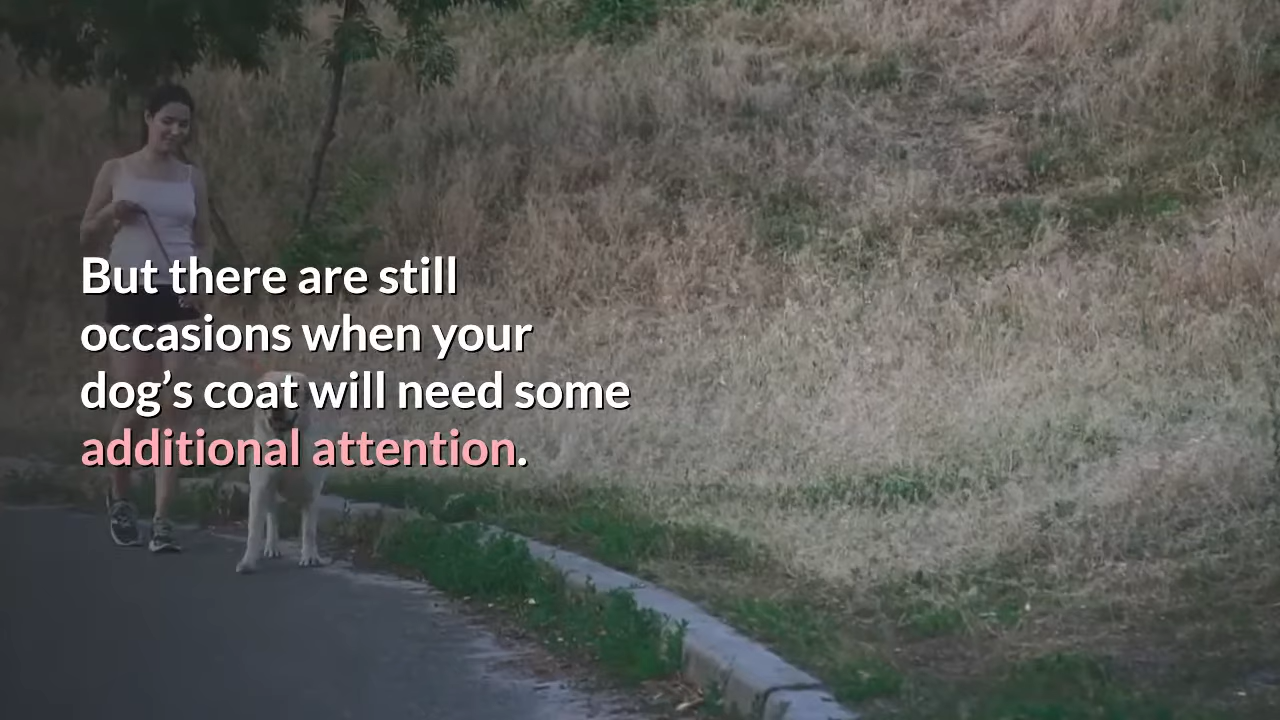 But there are still
occasions when your
dog’s coat will need some
additional attention.